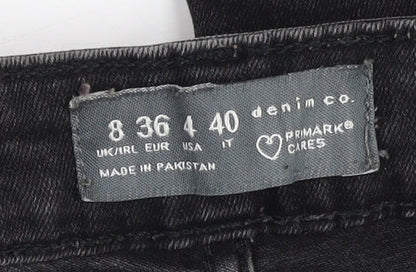 8 36 4 40 denim co.
UK/IRL EUR USA IT PRIMARK®
MADE IN PAKISTAN CARES